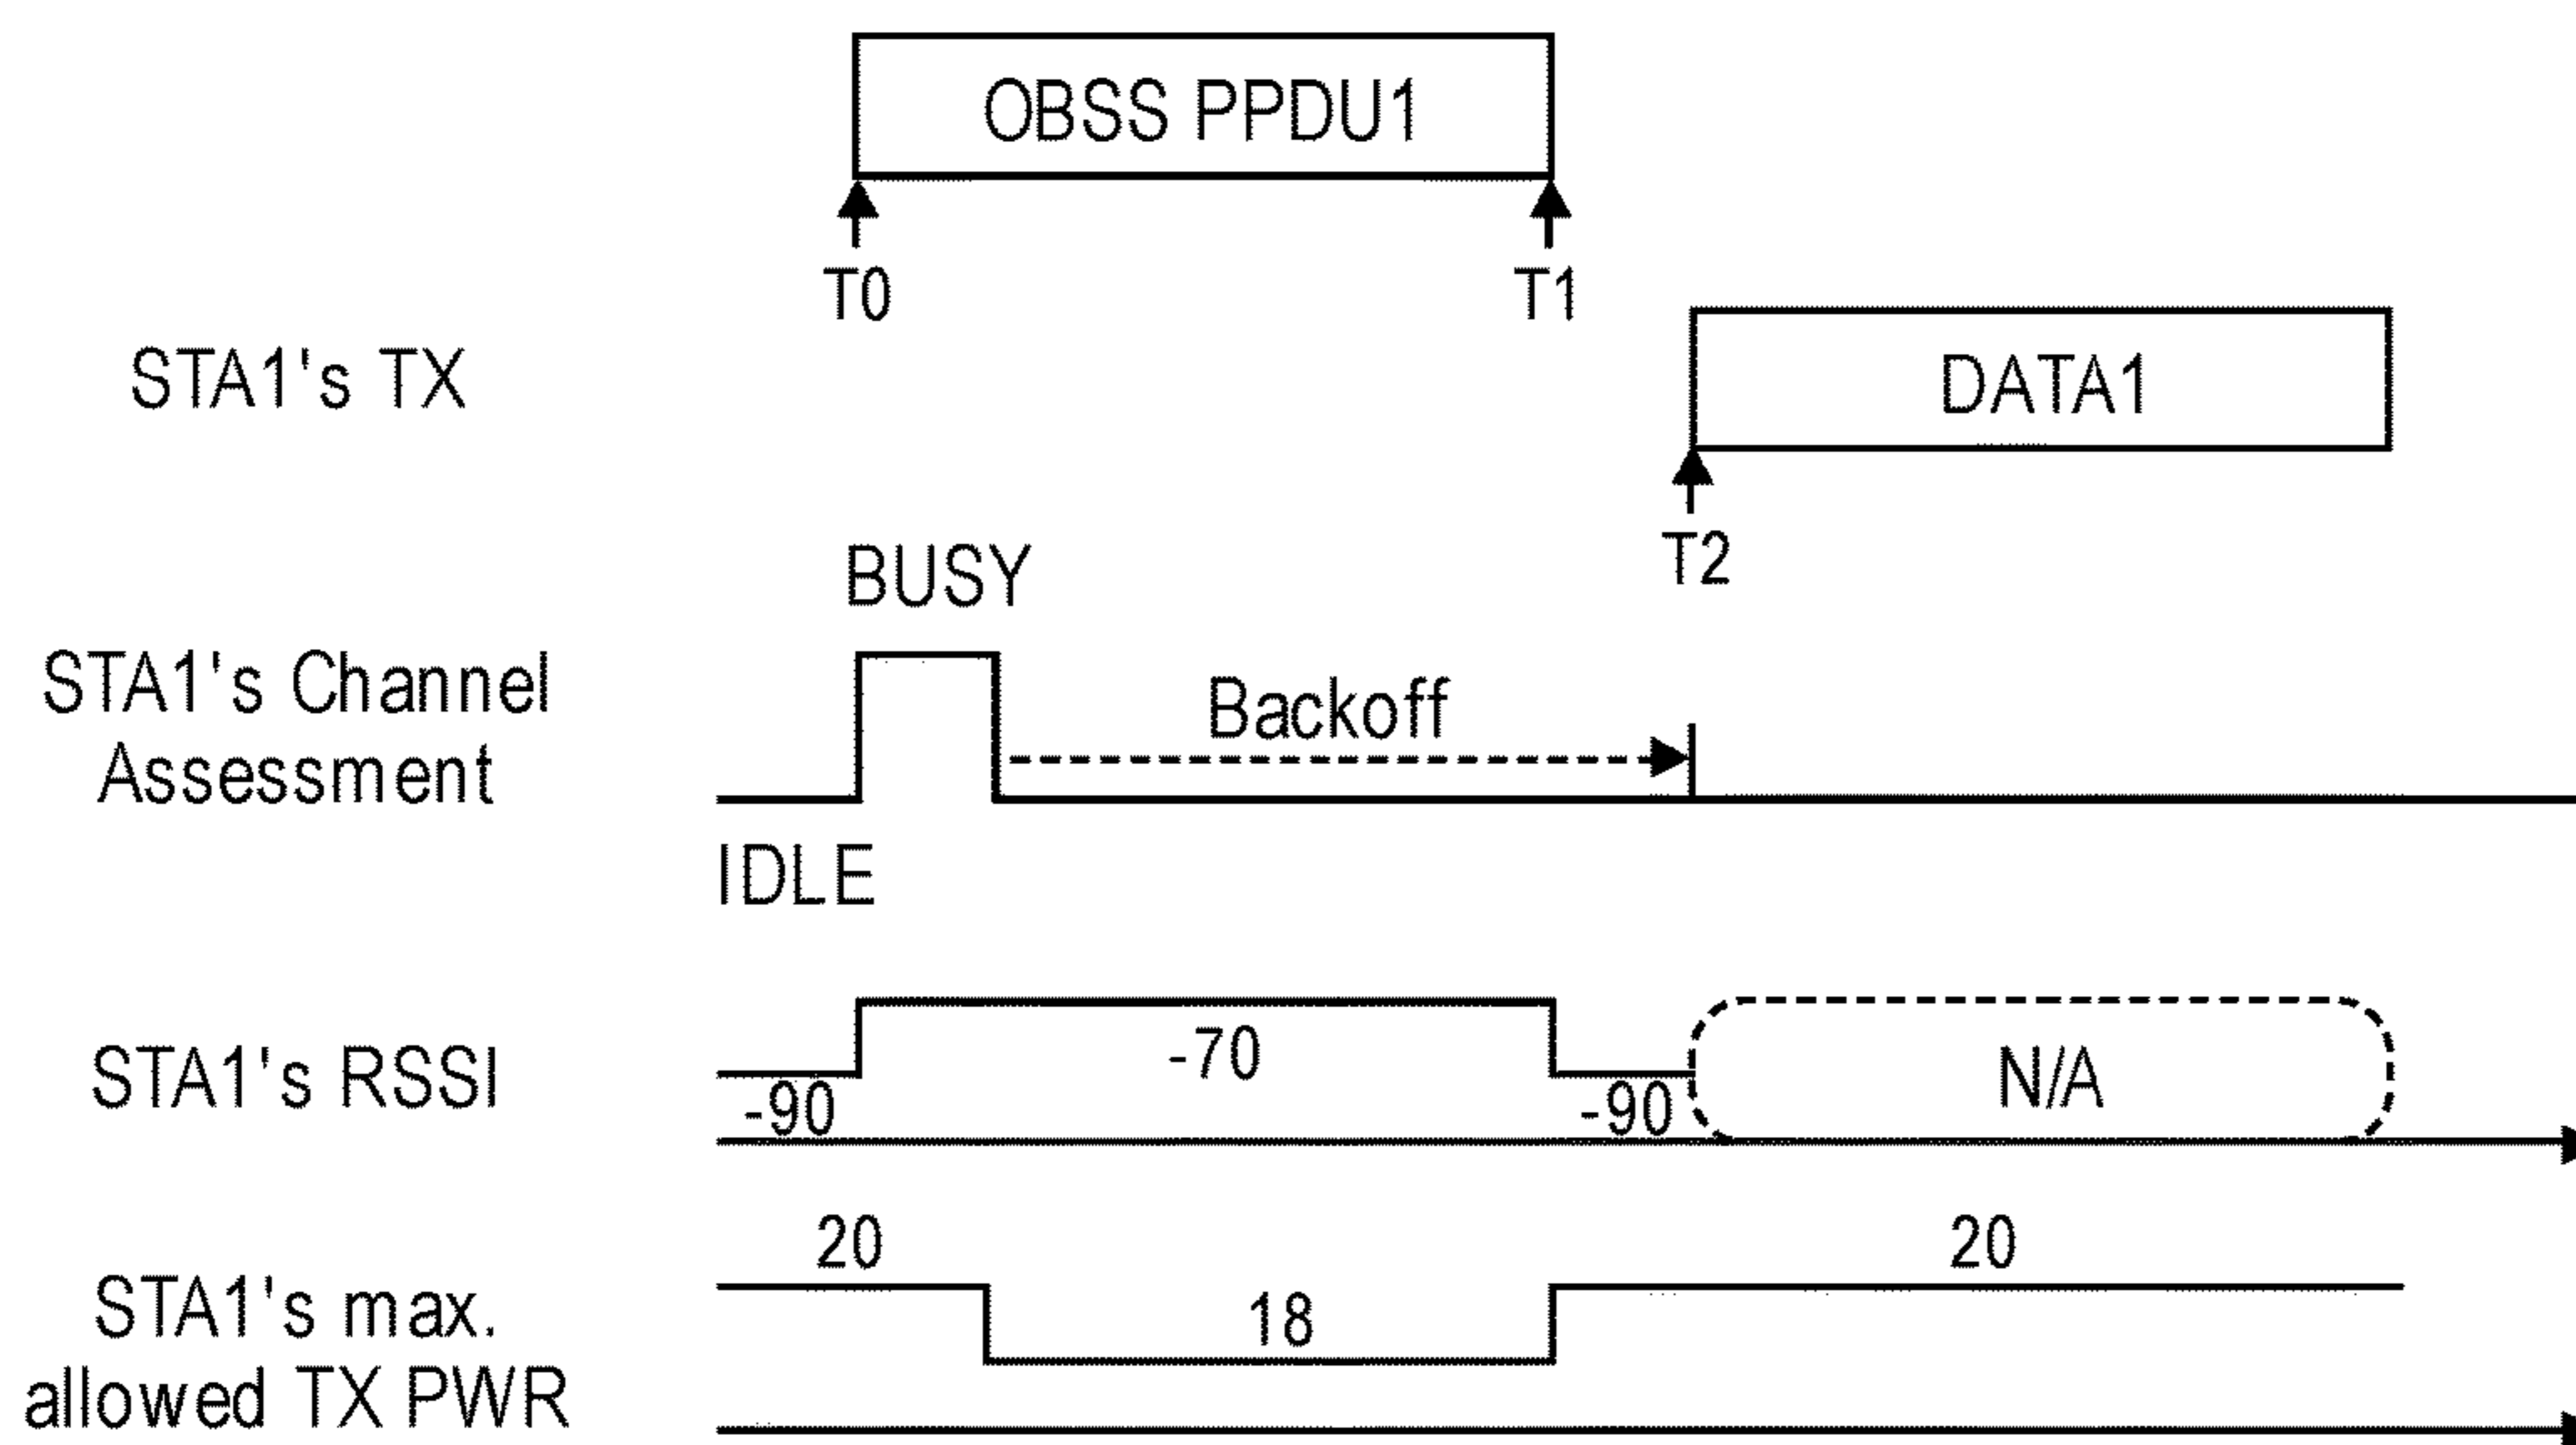 OBSS PPDU1
T0
T1
STA1's TX
DATA1
T2
BUSY
STA1's Channel
Assessment
Backoff
IDLE
STA1's RSSI
-90
-70
-90
N/A
20
20
STA1's max.
allowed TX PWR
18